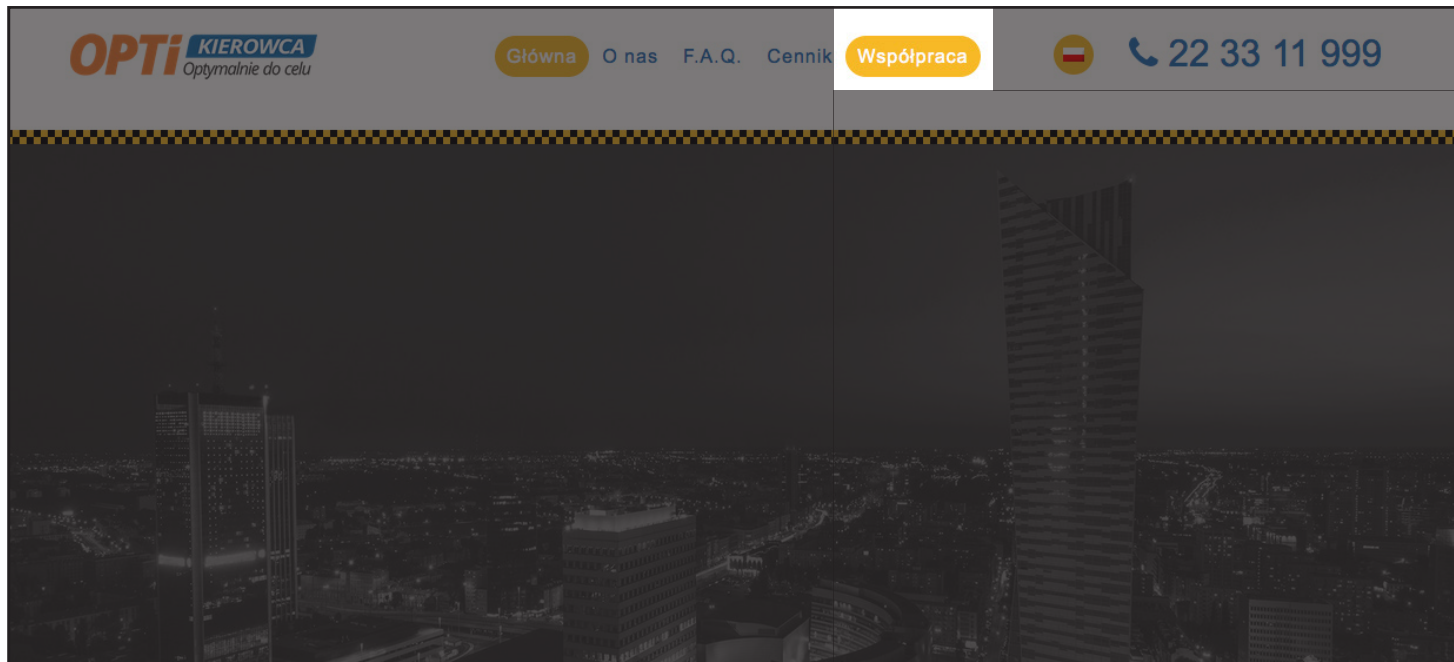 OPTi KIEROWCA
Optymalnie do celu
Główna O nas F.A.Q. Cennik Współpraca 22 33 11 999